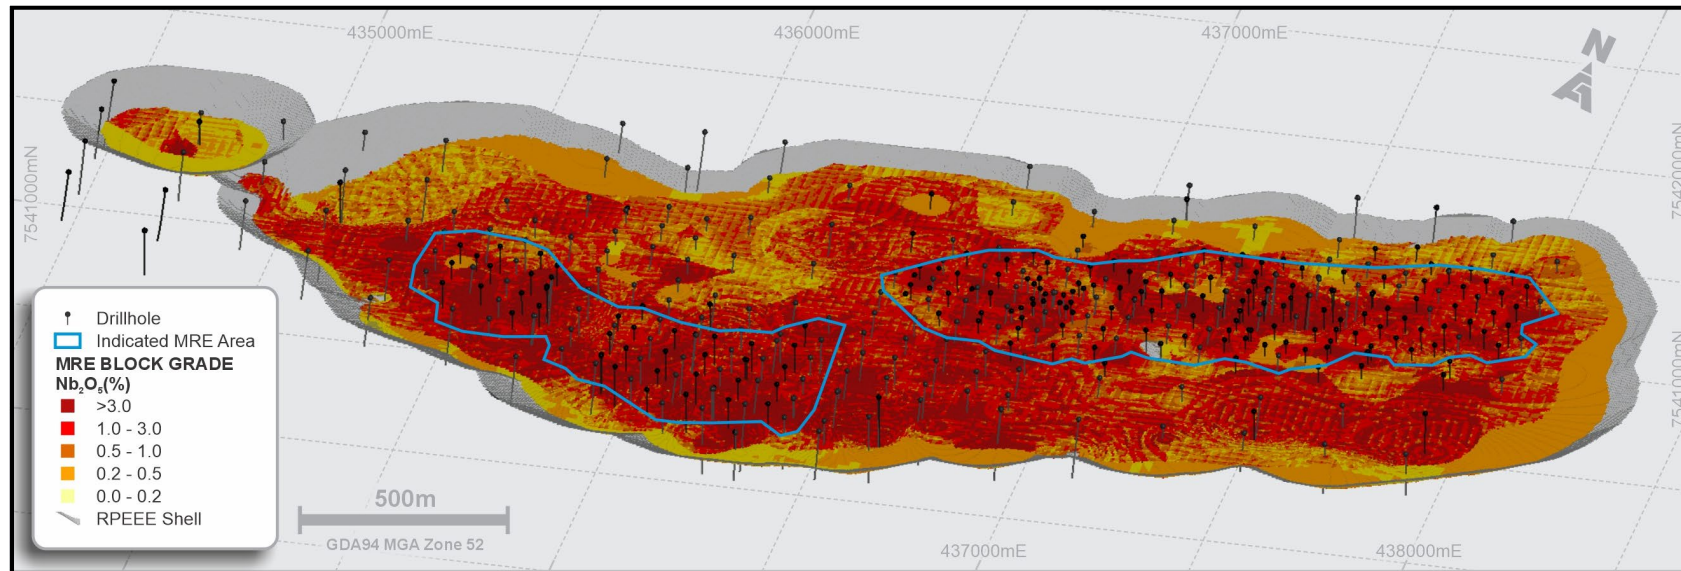 435000mE
436000mE
437000mE
N
7541000mN
7542000mN
7541000mN
Drillhole
Indicated MRE Area
MRE BLOCK GRADE
Nb₂O₅(%)
>3.0
1.0 - 3.0
0.5 - 1.0
0.2 - 0.5
0.0 - 0.2
RPEEE Shell
500m
GDA94 MGA Zone 52
437000mE
438000mE